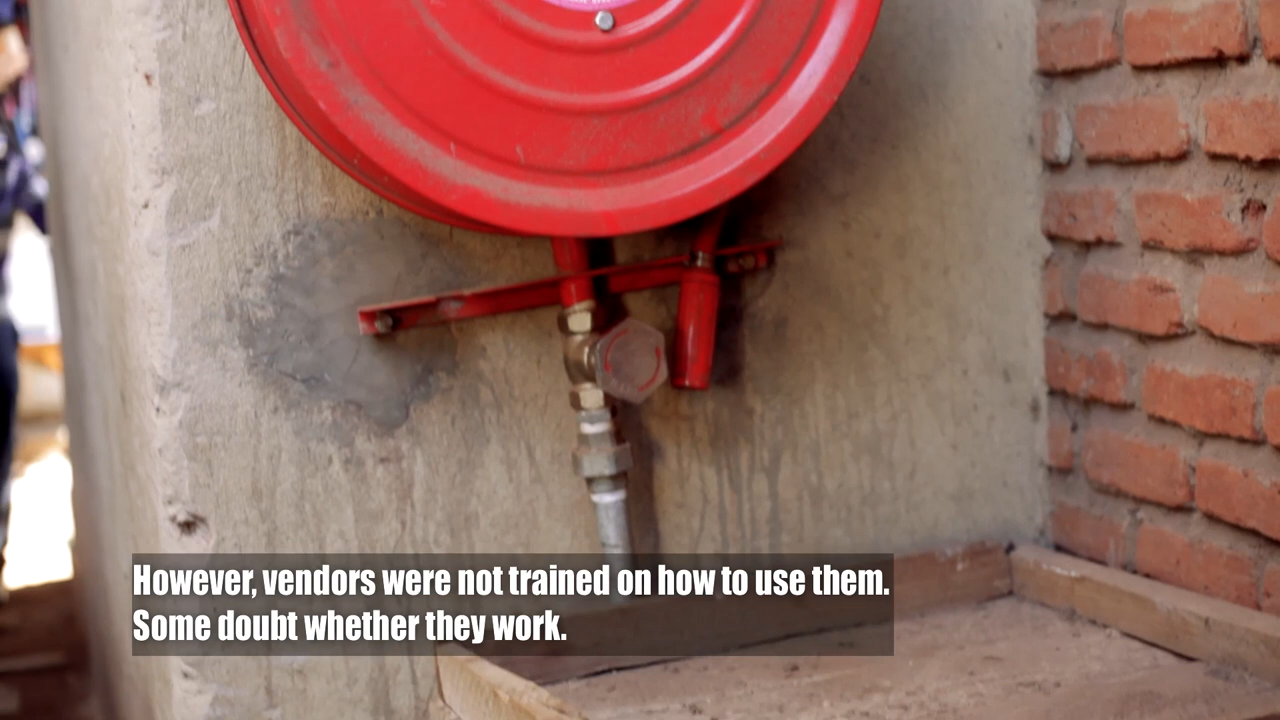 However, vendors were not trained on how to use them.
Some doubt whether they work.